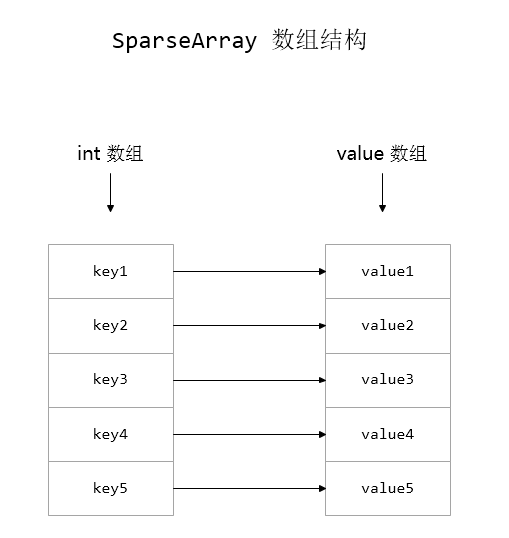 SparseArray 数组结构
int 数组
value 数组
key1
value1
key2
value2
key3
value3
key4
value4
key5
value5